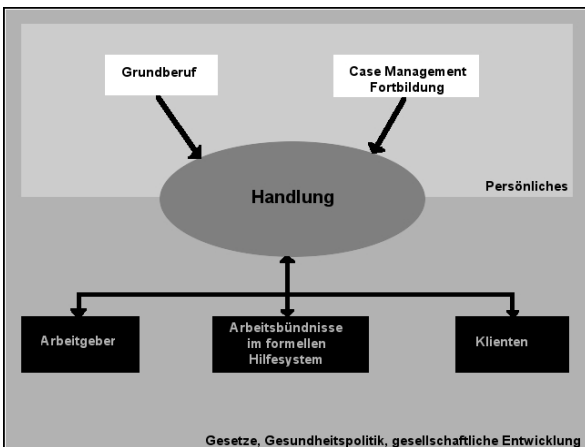 Grundberuf
Case Management
Fortbildung
Handlung
Persönliches
Arbeitgeber
Arbeitsbündnisse
im formellen
Hilfesystem
Klienten
Gesetze, Gesundheitspolitik, gesellschaftliche Entwicklung